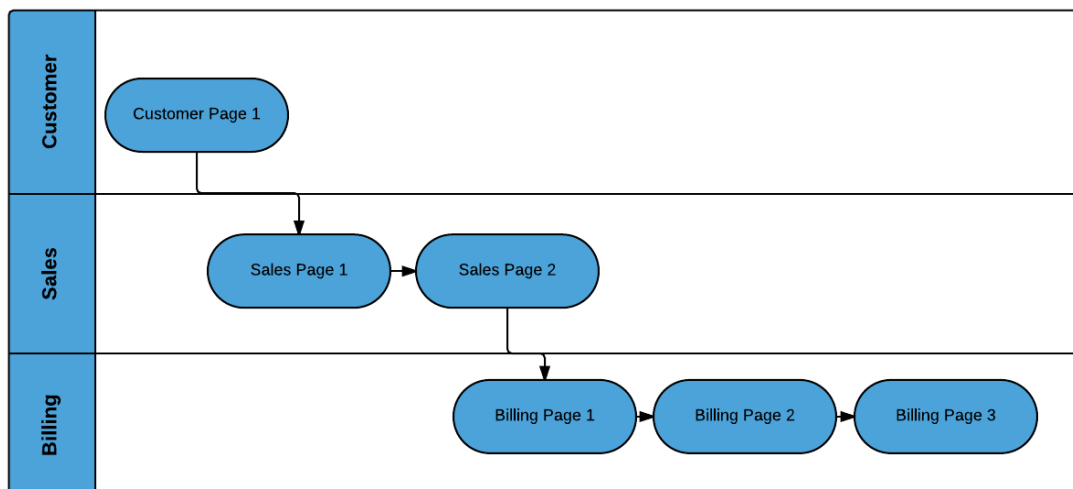 Customer
Customer Page 1
Sales
Sales Page 1
Sales Page 2
Billing
Billing Page 1
Billing Page 2
Billing Page 3